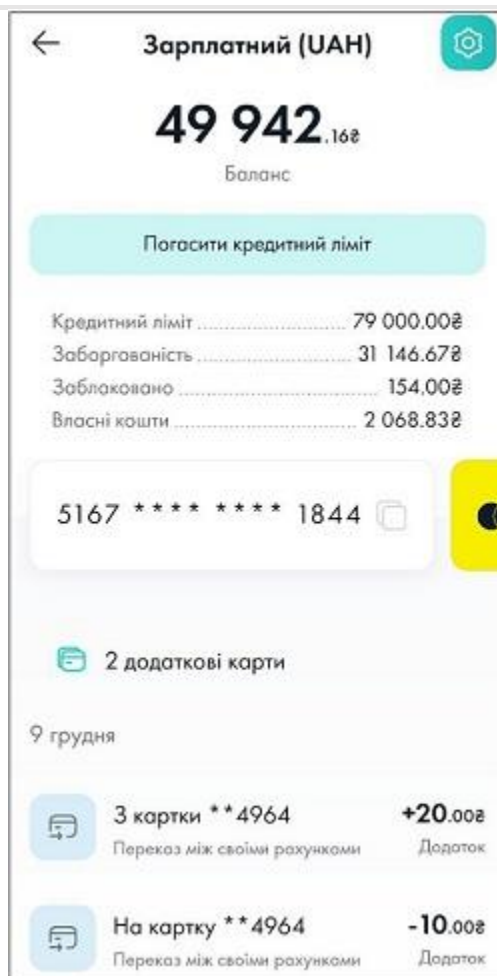 Зарплатний (UAH)
49 942.16₴
Баланс
Погасити кредитний ліміт
Кредитний ліміт 79 000.00₴
Заборгованість 31 146.67₴
Заблоковано 154.00₴
Власні кошти 2 068.83₴
5167 **** **** 1844
2 додаткові карти
9 грудня
З картки **4964 +20.00₴
Переказ між своїми рахунками Додаток
На картку **4964 -10.00₴
Переказ між своїми рахунками Додаток